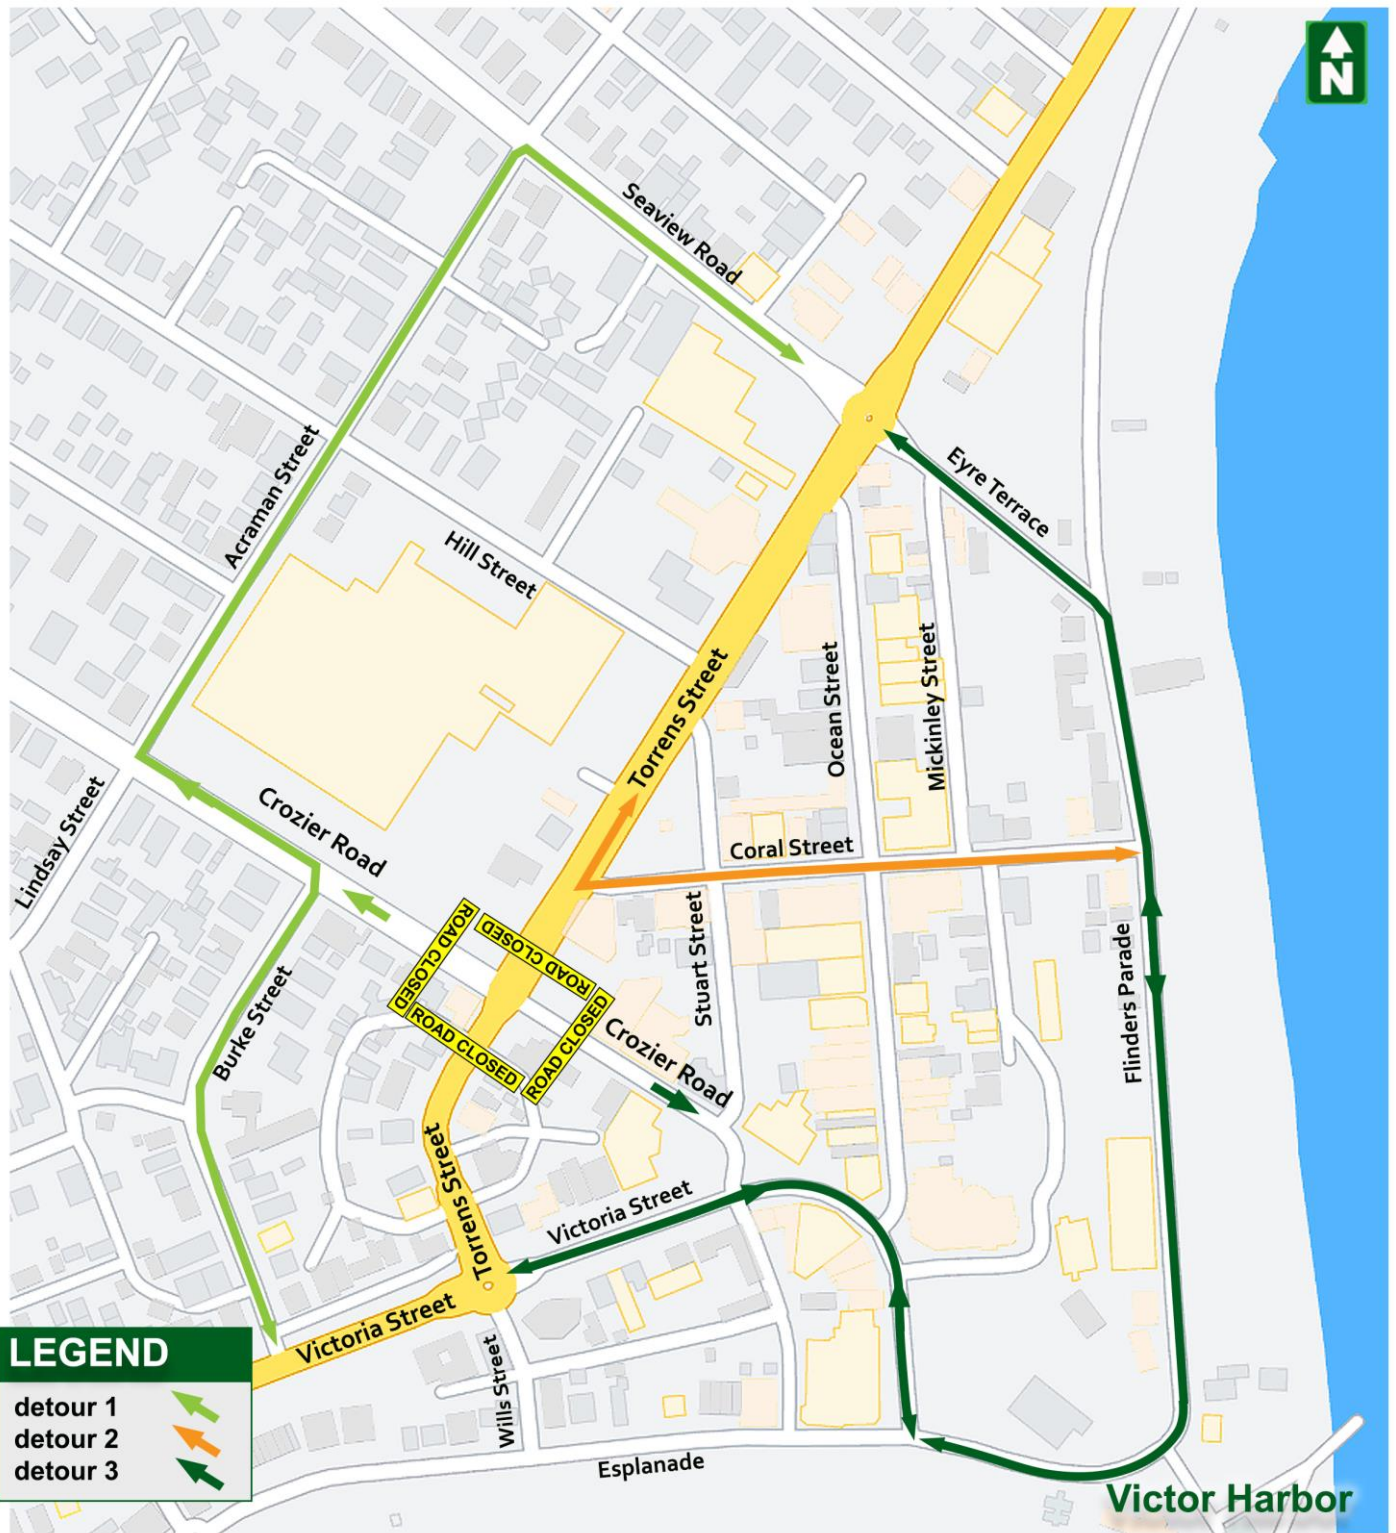 N
Seaview Road
Eyre Terrace
Acraman Street
Hill Street
Torrens Street
Ocean Street
Mickinley Street
Lindsay Street
Crozier Road
Coral Street
ROAD CLOSED
ROAD CLOSED
ROAD CLOSED
ROAD CLOSED
Stuart Street
Flinders Parade
Burke Street
Crozier Road
Torrens Street
Victoria Street
Victoria Street
Wills Street
Esplanade
LEGEND
detour 1
detour 2
detour 3
Victor Harbor